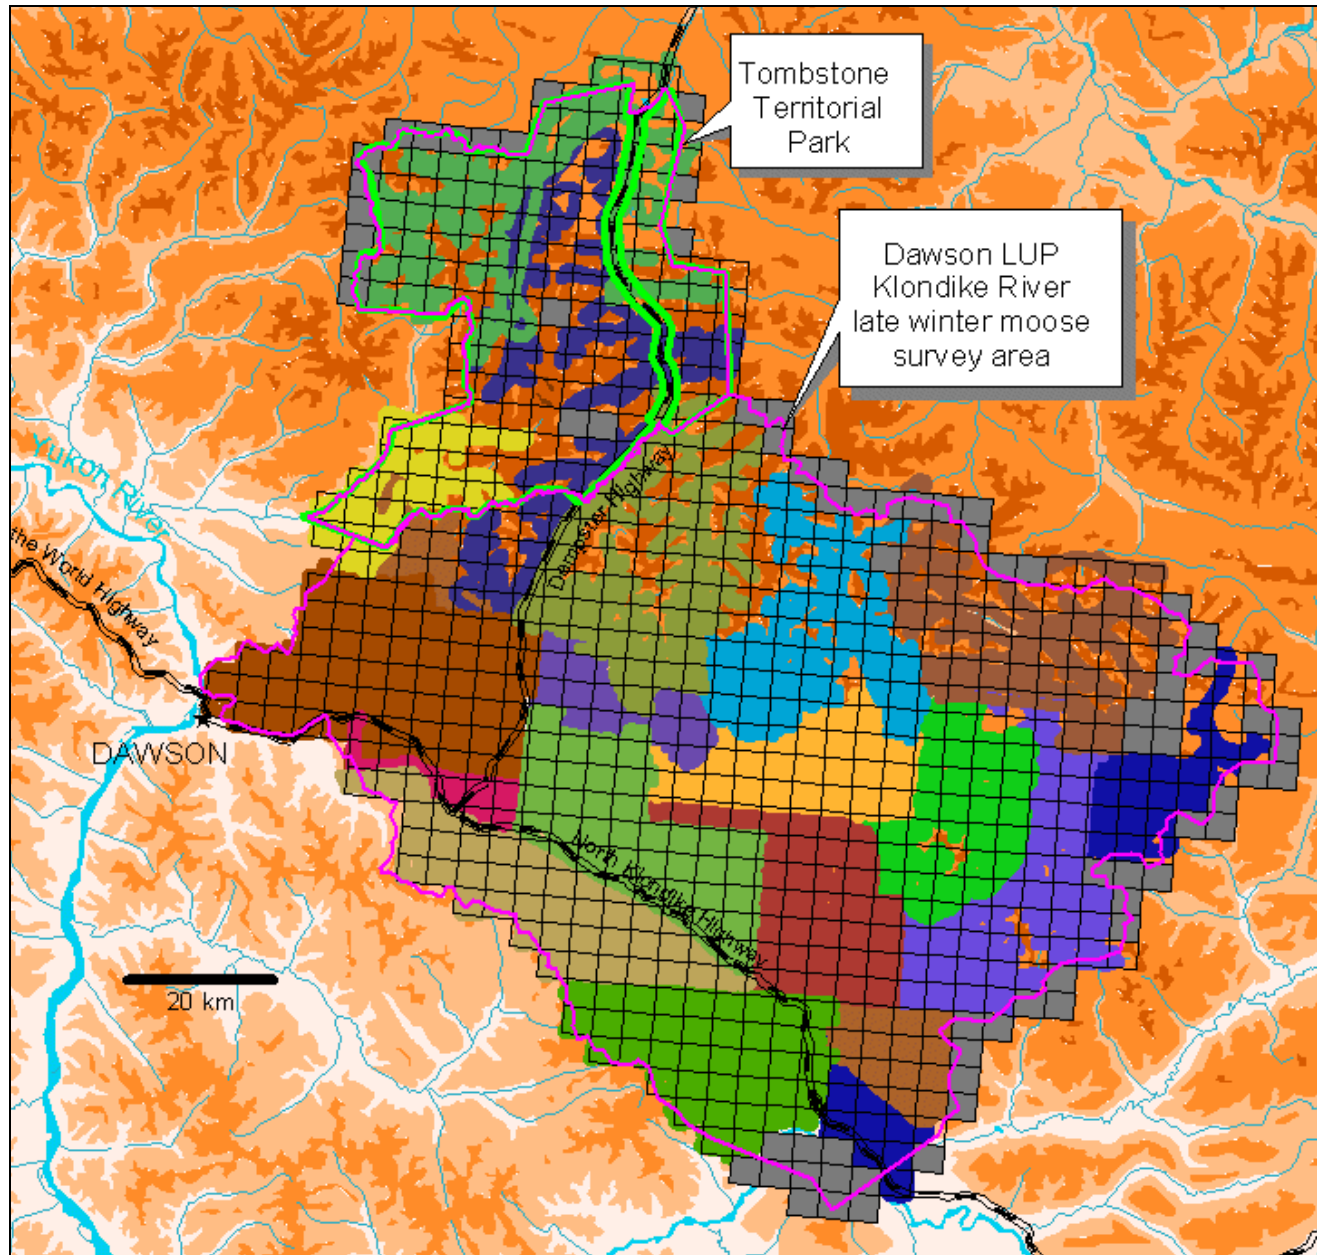 Tombstone
Territorial
Park
Dawson LUP
Klondike River
late winter moose
survey area
Yukon River
the World Highway
Dempster Highway
DAWSON
North Klondike Highway
20 km